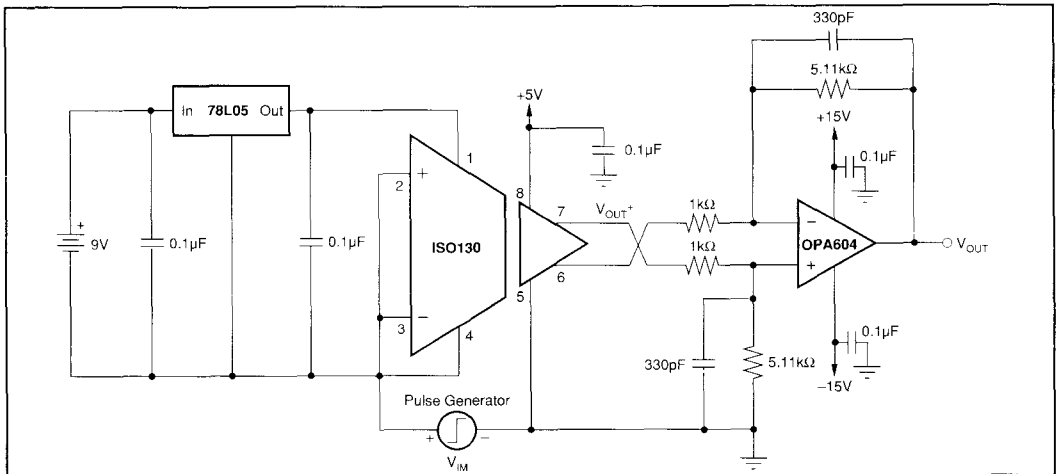 330pF
5.11kΩ
+5V
+15V
In 78L05 Out
0.1µF
0.1µF
1
2
+
8
7
VOUT+
1kΩ
−
+
9V
0.1µF
0.1µF
ISO130
1kΩ
OPA604
VOUT
+
6
5
3
−
4
0.1µF
330pF
5.11kΩ
−15V
Pulse Generator
+
−
VIM